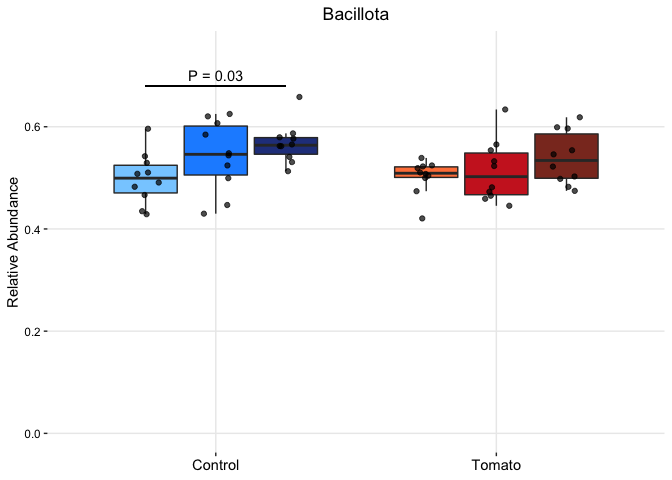 Bacillota
P = 0.03
0.6
0.4
0.2
0.0
Relative Abundance
Control
Tomato